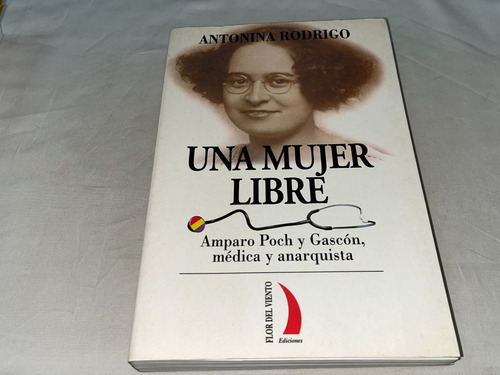 ANTONINA RODRIGO
UNA MUJER
LIBRE
Amparo Poch y Gascón,
médica y anarquista
FLOR DEL VIENTO
Ediciones